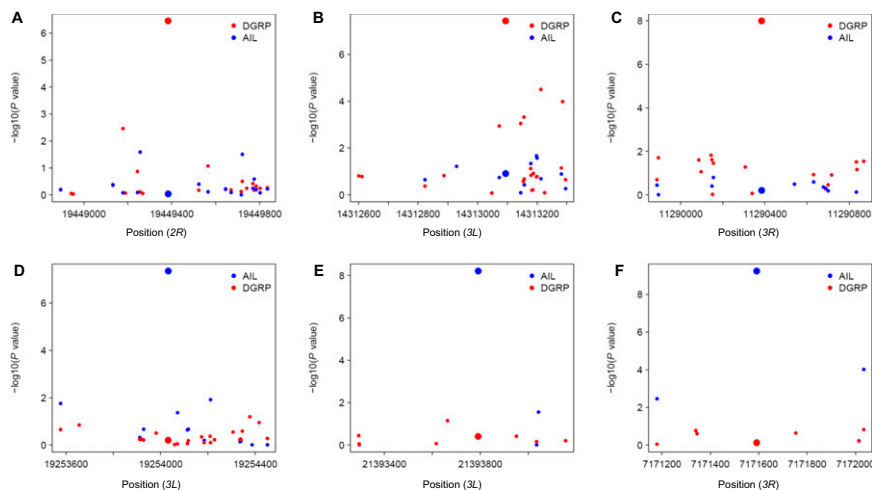 A
DGRP
AIL
−log10(P value)
6
5
4
3
2
1
0
19449000
19449400
19449800
Position (2R)
B
DGRP
AIL
−log10(P value)
6
4
2
0
14312600
14312800
14313000
14313200
Position (3L)
C
DGRP
AIL
−log10(P value)
8
7
6
5
4
3
2
1
0
11290000
11290400
11290800
Position (3R)
D
AIL
DGRP
−log10(P value)
6
4
2
0
19253600
19254000
19254400
Position (3L)
E
AIL
DGRP
−log10(P value)
8
6
4
2
0
21393400
21393800
Position (3L)
F
AIL
DGRP
−log10(P value)
8
6
4
2
0
7171200
7171400
7171600
7171800
7172000
Position (3R)